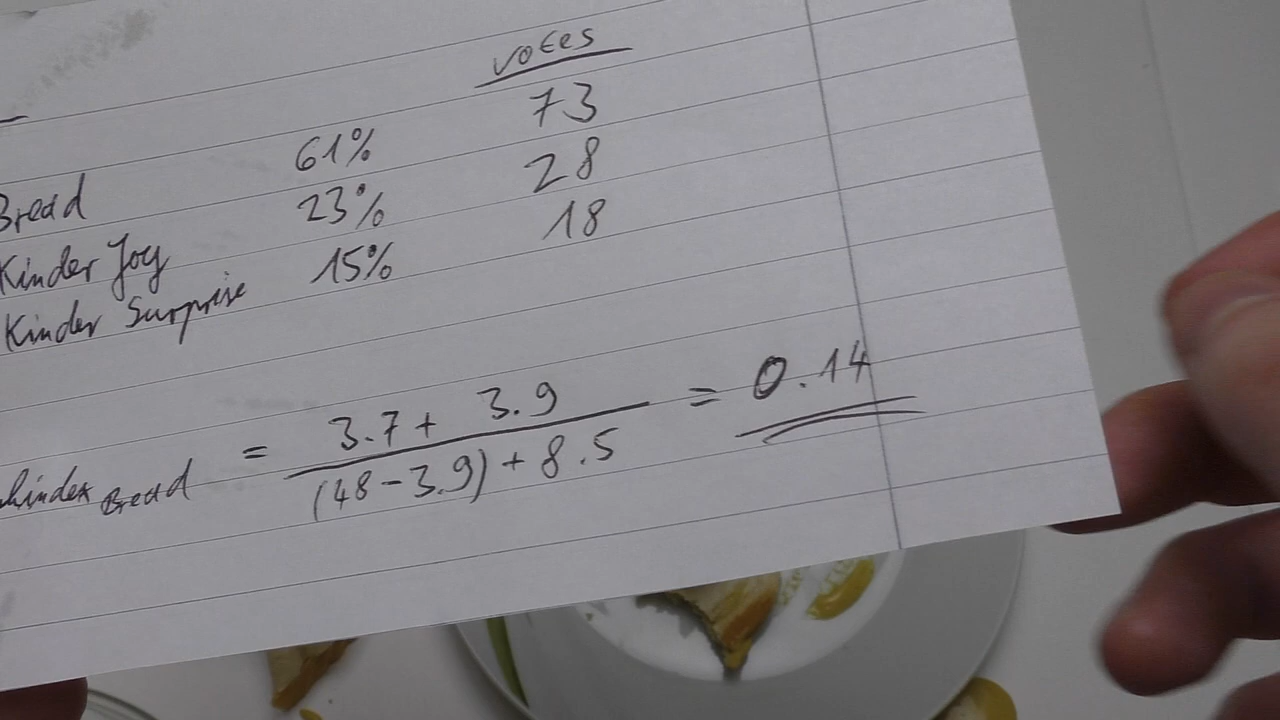 votes
Bread 61% 73
Kinder Joy 23% 28
Kinder Surprise 15% 18
Bread = 3.7 + 3.9 / (48 - 3.9) + 8.5 = 0.14